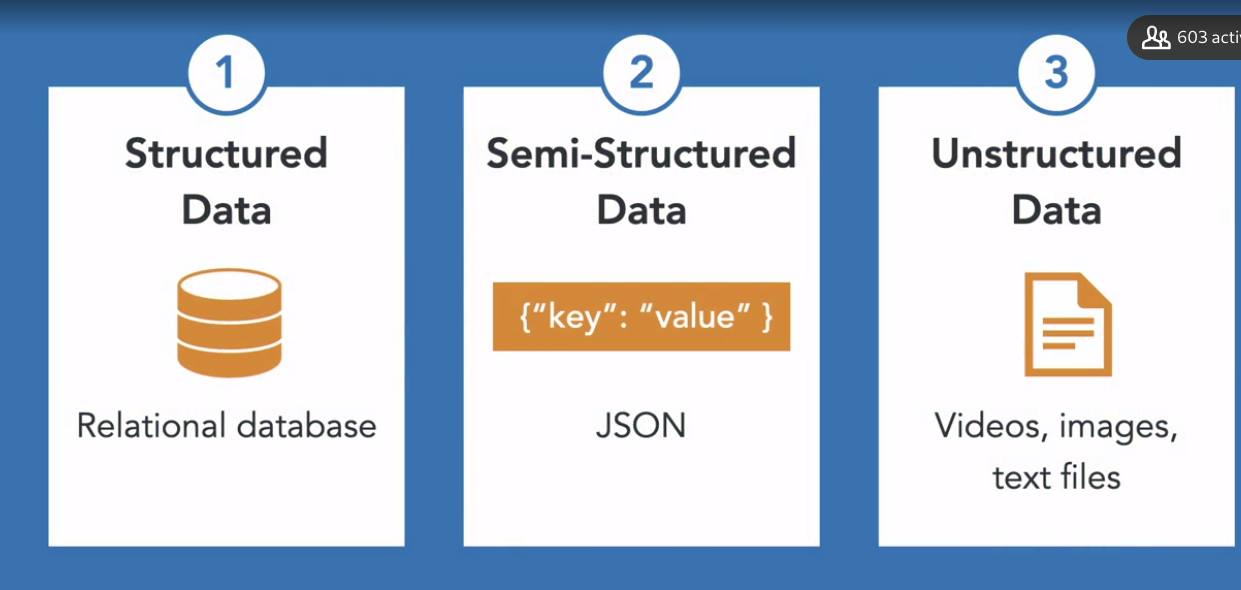 603
1
Structured
Data
Relational database
2
Semi-Structured
Data
{“key”: “value” }
JSON
3
Unstructured
Data
Videos, images,
text files